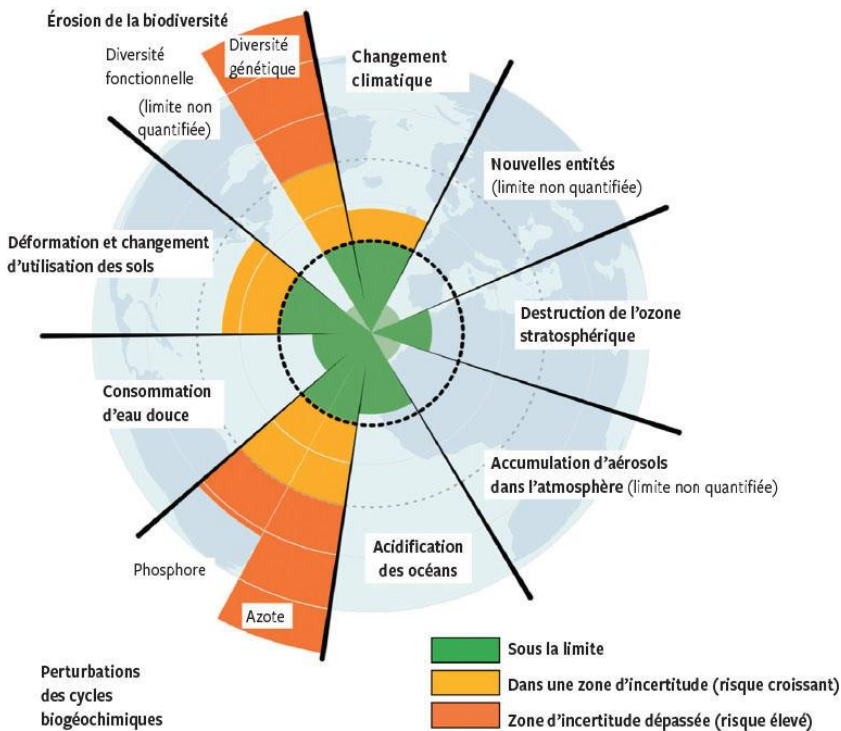 Érosion de la biodiversité
Diversité
fonctionnelle
(limite non
quantifiée)
Diversité
génétique
Changement
climatique
Nouvelles entités
(limite non quantifiée)
Déformation et changement
d'utilisation des sols
Destruction de l'ozone
stratosphérique
Consommation
d'eau douce
Accumulation d'aérosols
dans l'atmosphère (limite non quantifiée)
Acidification
des océans
Phosphore
Azote
Perturbations
des cycles
biogéochimiques
Sous la limite
Dans une zone d'incertitude (risque croissant)
Zone d'incertitude dépassée (risque élevé)